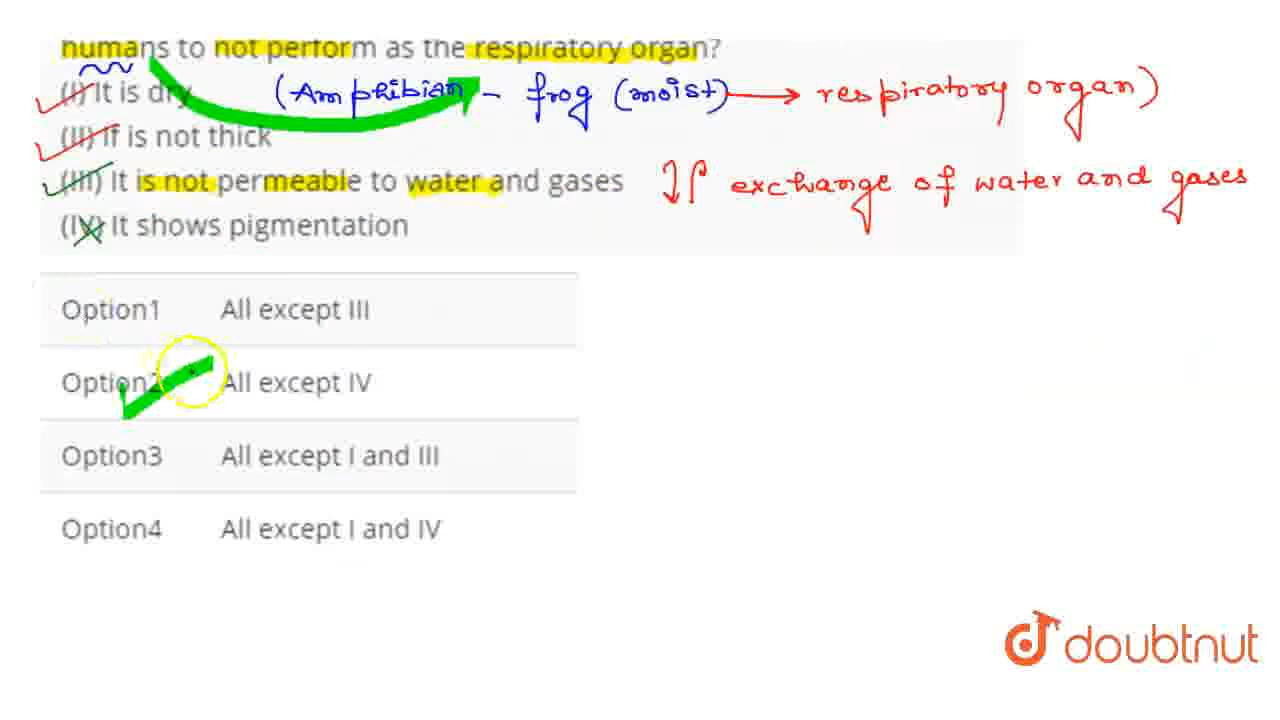 humans to not perform as the respiratory organ?
(I) It is dry (Amphibian - frog (moist) → respiratory organ)
(II) If is not thick
(III) It is not permeable to water and gases exchange of water and gases
(IV) It shows pigmentation
Option1 All except III
Option2 All except IV
Option3 All except I and III
Option4 All except I and IV
doubtnut